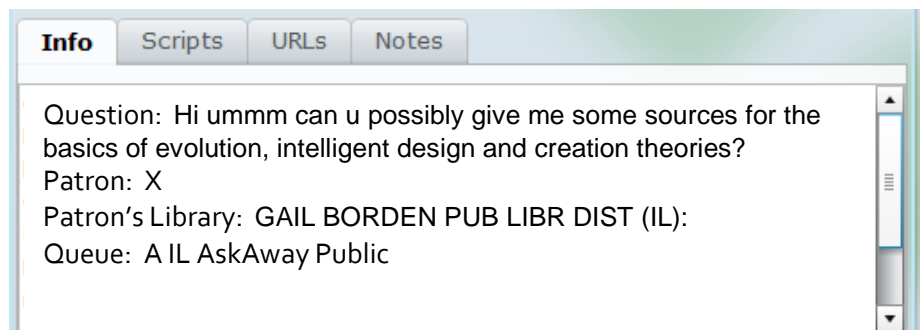 Info Scripts URLs Notes
Question: Hi ummm can u possibly give me some sources for the
basics of evolution, intelligent design and creation theories?
Patron: X
Patron's Library: GAIL BORDEN PUB LIBR DIST (IL):
Queue: A IL AskAway Public